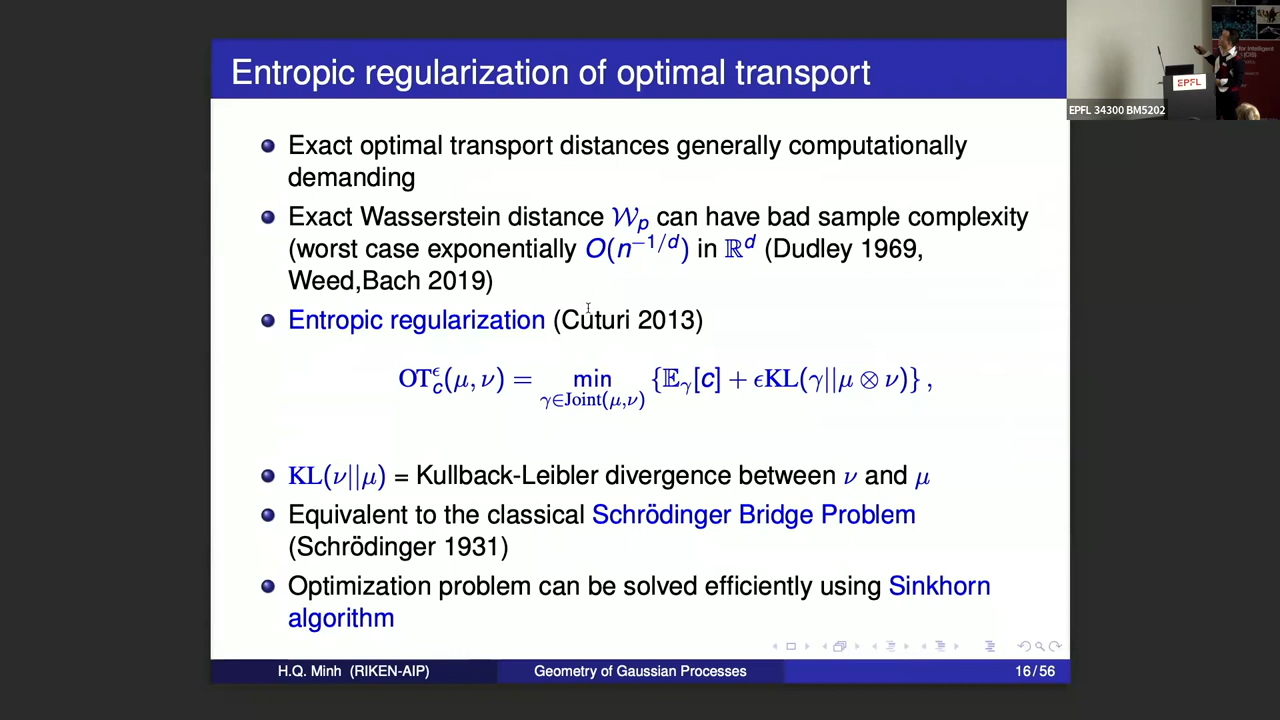 Entropic regularization of optimal transport
Exact optimal transport distances generally computationally
demanding
Exact Wasserstein distance 𝒲ₚ can have bad sample complexity
(worst case exponentially O(n^{−1/d}) in ℝ^d (Dudley 1969,
Weed,Bach 2019)
Entropic regularization (Cuturi 2013)
OT_c^ϵ(μ, ν) = min_{γ∈Joint(μ,ν)} {𝔼_γ[c] + ϵKL(γ||μ ⊗ ν)} ,
KL(ν||μ) = Kullback-Leibler divergence between ν and μ
Equivalent to the classical Schrödinger Bridge Problem
(Schrödinger 1931)
Optimization problem can be solved efficiently using Sinkhorn
algorithm
H.Q. Minh (RIKEN-AIP) Geometry of Gaussian Processes 16/56
EPFL
EPFL 34300 BM5202